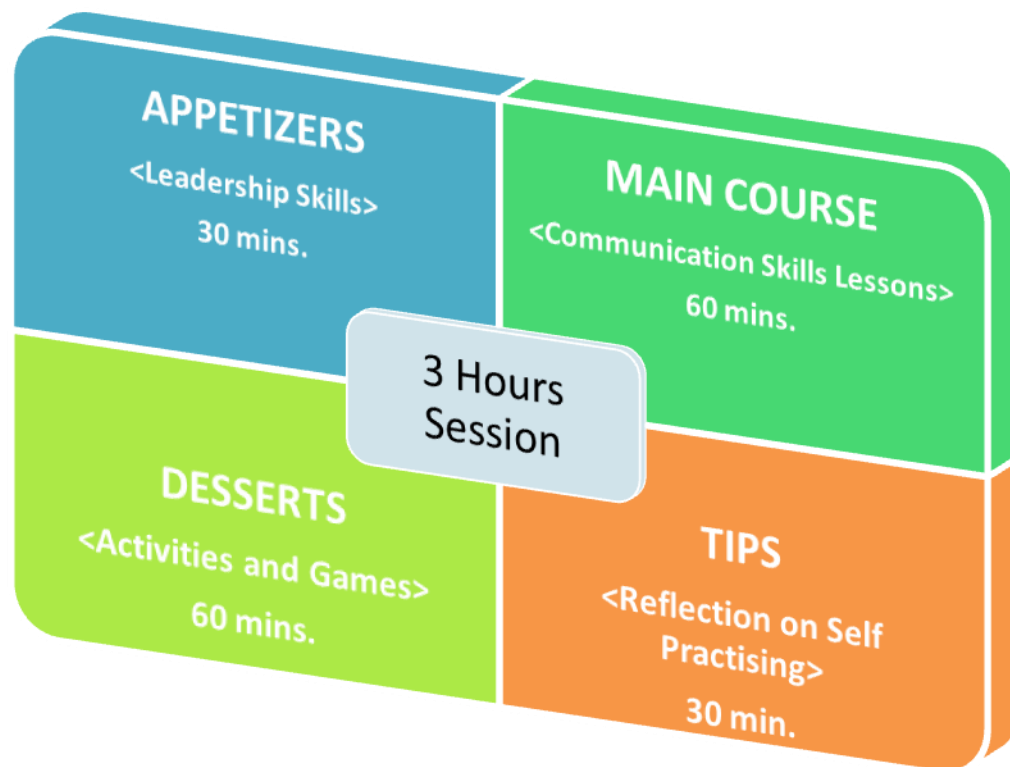 APPETIZERS
<Leadership Skills>
30 mins.
MAIN COURSE
<Communication Skills Lessons>
60 mins.
3 Hours
Session
DESSERTS
<Activities and Games>
60 mins.
TIPS
<Reflection on Self
Practising>
30 min.